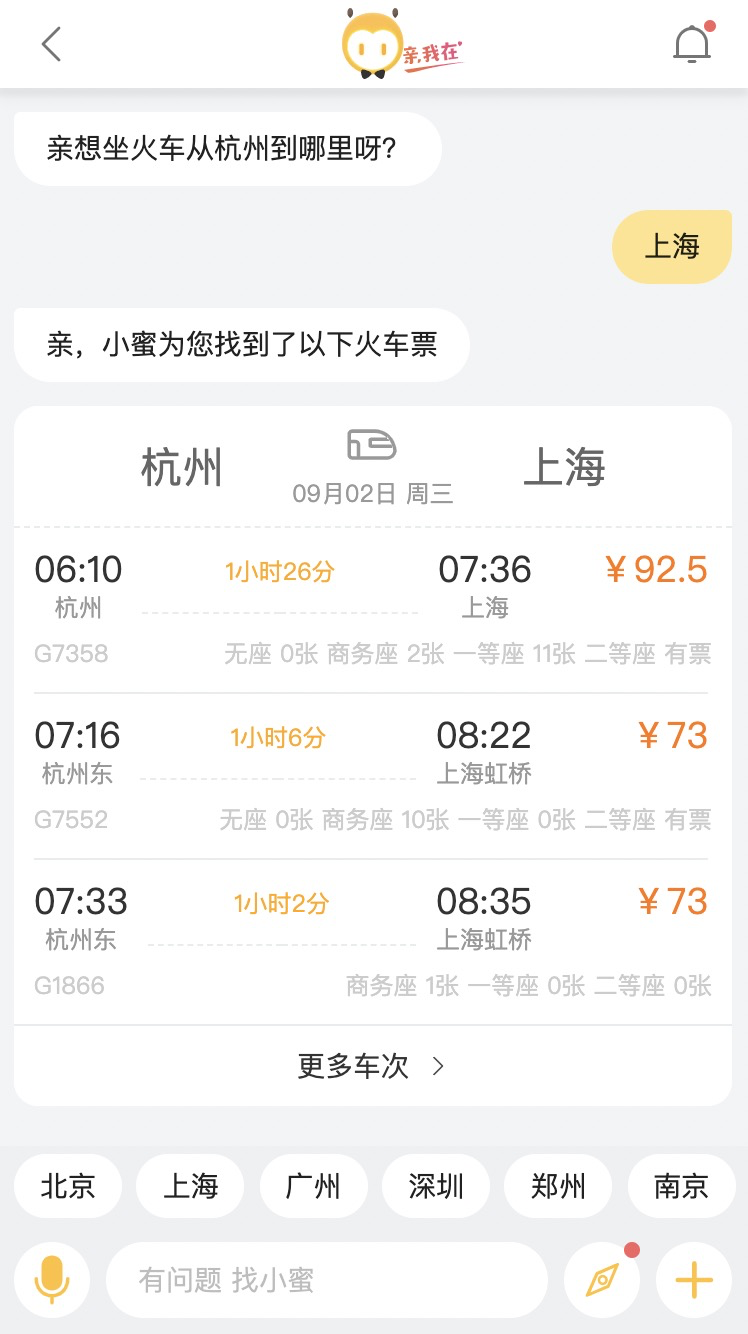 亲,我在
亲想坐火车从杭州到哪里呀?
上海
亲，小蜜为您找到了以下火车票
杭州 上海
09月02日 周三
06:10 1小时26分 07:36 ¥92.5
杭州 上海
G7358 无座 0张 商务座 2张 一等座 11张 二等座 有票
07:16 1小时6分 08:22 ¥73
杭州东 上海虹桥
G7552 无座 0张 商务座 10张 一等座 0张 二等座 有票
07:33 1小时2分 08:35 ¥73
杭州东 上海虹桥
G1866 商务座 1张 一等座 0张 二等座 0张
更多车次 >
北京 上海 广州 深圳 郑州 南京
有问题 找小蜜